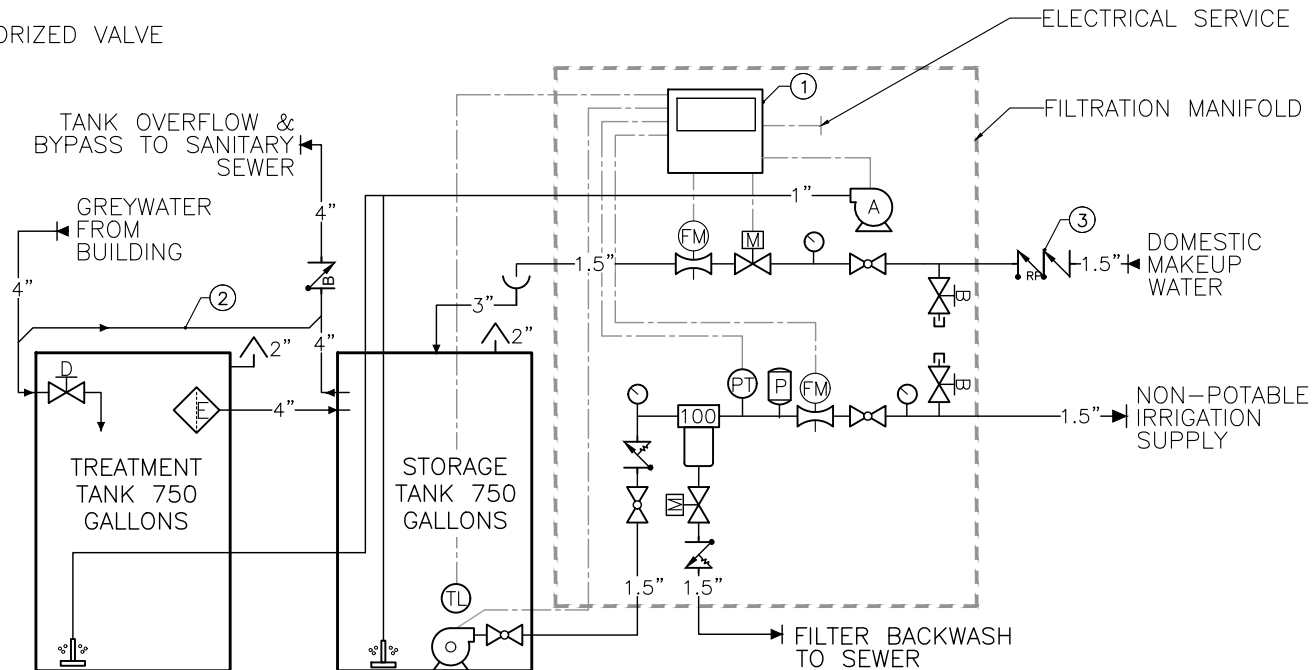 ORIZED VALVE
ELECTRICAL SERVICE
1
FILTRATION MANIFOLD
TANK OVERFLOW &
BYPASS TO SANITARY
SEWER
1"
A
4"
GREYWATER
FROM
BUILDING
FM
M
3
DOMESTIC
MAKEUP
WATER
1.5"
RP
1.5"
B
4"
2
3"
B
4"
2"
2"
D
E
4"
PT
P
FM
B
100
1.5"
NON-POTABLE
IRRIGATION
SUPPLY
TREATMENT
TANK 750
GALLONS
STORAGE
TANK 750
GALLONS
M
TL
1.5"
1.5"
FILTER BACKWASH
TO SEWER